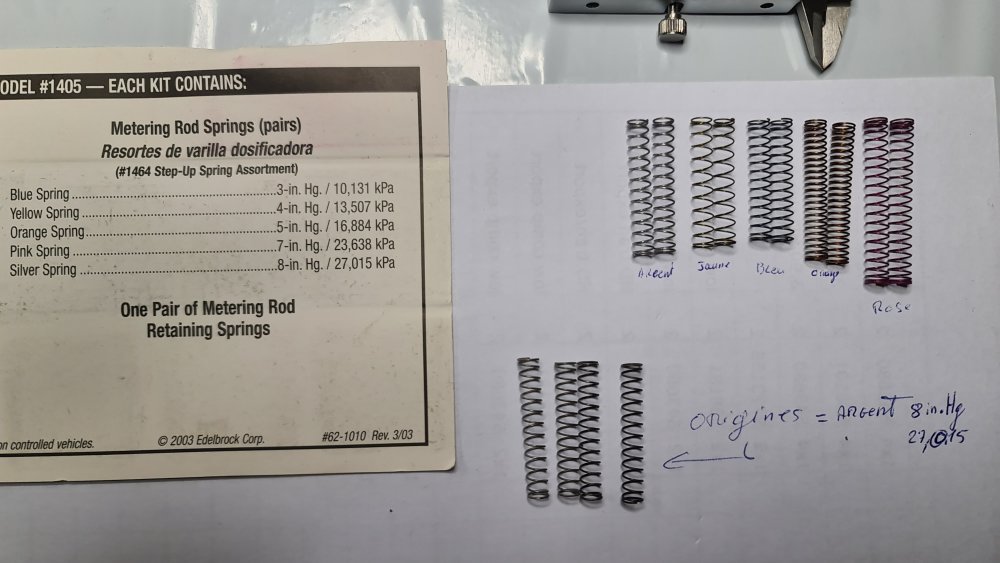 ODEL #1405 — EACH KIT CONTAINS:
Metering Rod Springs (pairs)
Resortes de varilla dosificadora
(#1464 Step-Up Spring Assortment)
Blue Spring........3-in. Hg. / 10,131 kPa
Yellow Spring........4-in. Hg. / 13,507 kPa
Orange Spring........5-in. Hg. / 16,884 kPa
Pink Spring........7-in. Hg. / 23,638 kPa
Silver Spring........8-in. Hg. / 27,015 kPa
One Pair of Metering Rod
Retaining Springs
on controlled vehicles. © 2003 Edelbrock Corp. #62-1010 Rev. 3/03
Argent Jaune Bleu Orange
Rose
origines = Argent 8 in.Hg
27,015